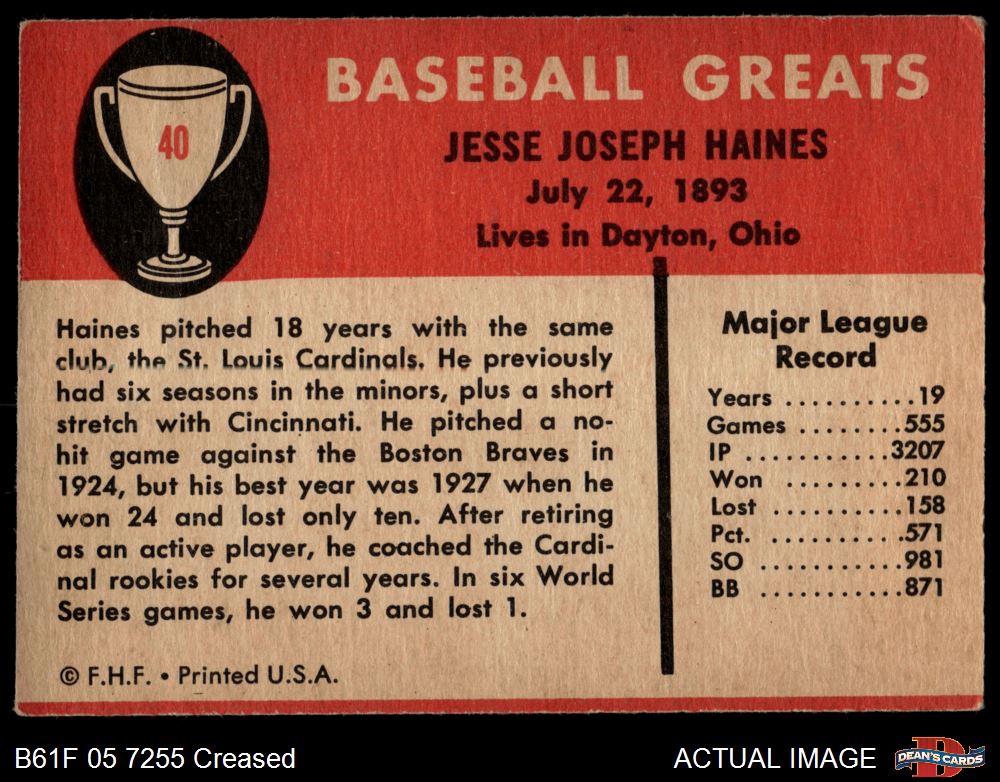 40
BASEBALL GREATS
JESSE JOSEPH HAINES
July 22, 1893
Lives in Dayton, Ohio
Haines pitched 18 years with the same
club, the St. Louis Cardinals. He previously
had six seasons in the minors, plus a short
stretch with Cincinnati. He pitched a no-
hit game against the Boston Braves in
1924, but his best year was 1927 when he
won 24 and lost only ten. After retiring
as an active player, he coached the Cardi-
nal rookies for several years. In six World
Series games, he won 3 and lost 1.
© F.H.F. • Printed U.S.A.
Major League
Record
Years ..........19
Games ........555
IP ...........3207
Won ........210
Lost ..........158
Pct. ..........571
SO ...........981
BB ...........871
B61F 05 7255 Creased
ACTUAL IMAGE
D
DEAN'S CARDS